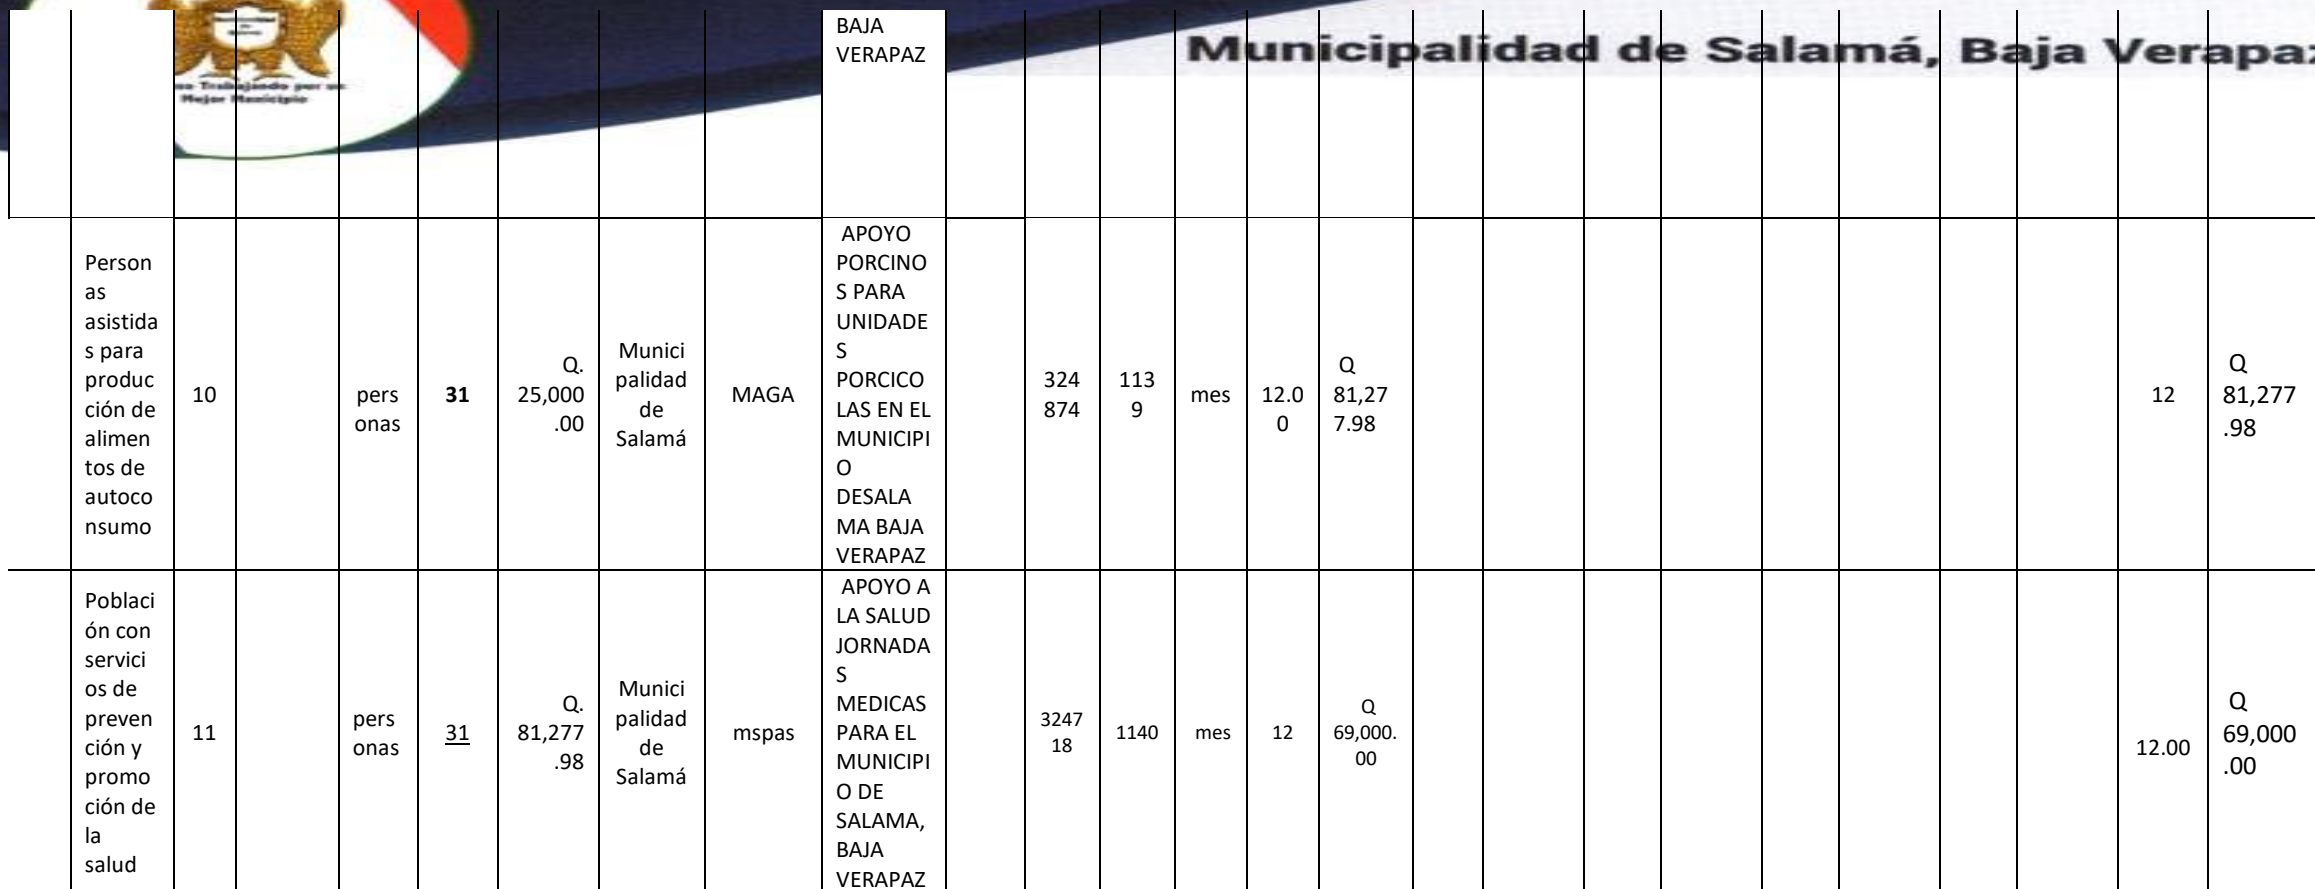 Mejor Municipio
BAJA
VERAPAZ
Municipalidad de Salamá, Baja Verapaz
Person
as
asistida
s para
produc
ción de
alimen
tos de
autoco
nsumo
10
pers
onas
31
Q.
25,000
.00
Munici
palidad
de
Salamá
MAGA
APOYO
PORCINO
S PARA
UNIDADE
S
PORCICO
LAS EN EL
MUNICIPI
O
DESALA
MA BAJA
VERAPAZ
324
874
113
9
mes
12.0
0
Q
81,27
7.98
12
Q
81,277
.98
Poblaci
ón con
servici
os de
preven
ción y
promo
ción de
la
salud
11
pers
onas
31
Q.
81,277
.98
Munici
palidad
de
Salamá
mspas
APOYO A
LA SALUD
JORNADA
S
MEDICAS
PARA EL
MUNICIPI
O DE
SALAMA,
BAJA
VERAPAZ
3247
18
1140
mes
12
Q
69,000.
00
12.00
Q
69,000
.00